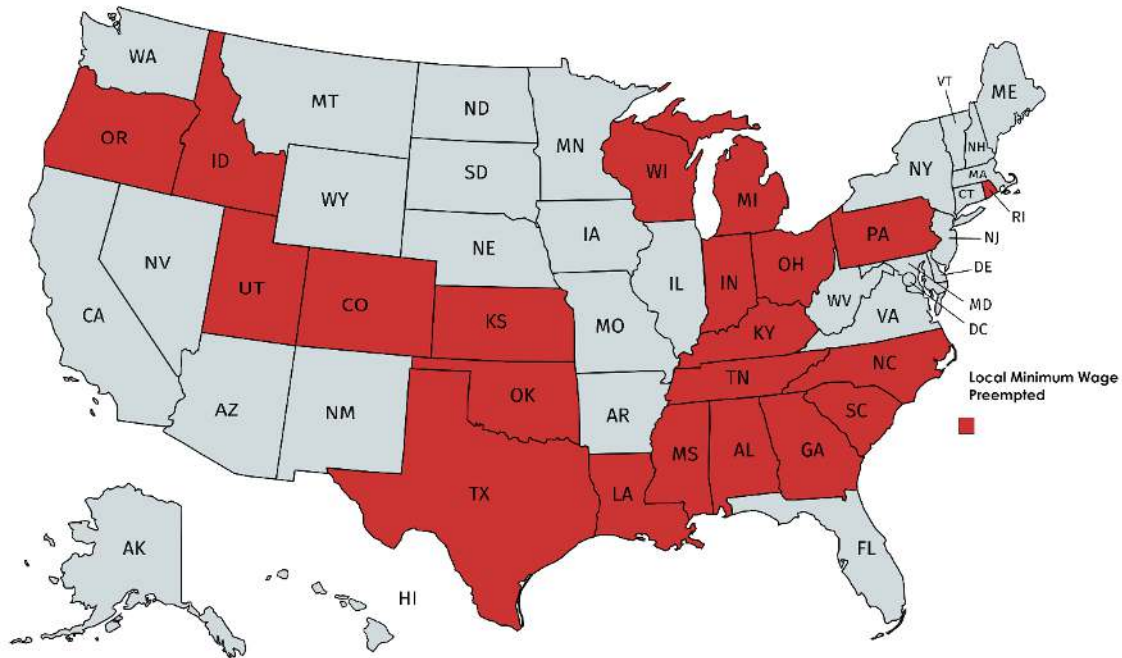 WA
MT
ND
MN
VT
ME
OR
ID
SD
WI
MI
NY
NH
MA
CT
RI
WY
NE
IA
PA
NJ
NV
UT
CO
IL
IN
OH
DE
CA
KS
MO
WV
VA
MD
KY
DC
AZ
NM
OK
AR
TN
NC
Local Minimum Wage
Preempted
SC
MS
AL
GA
TX
LA
AK
HI
FL